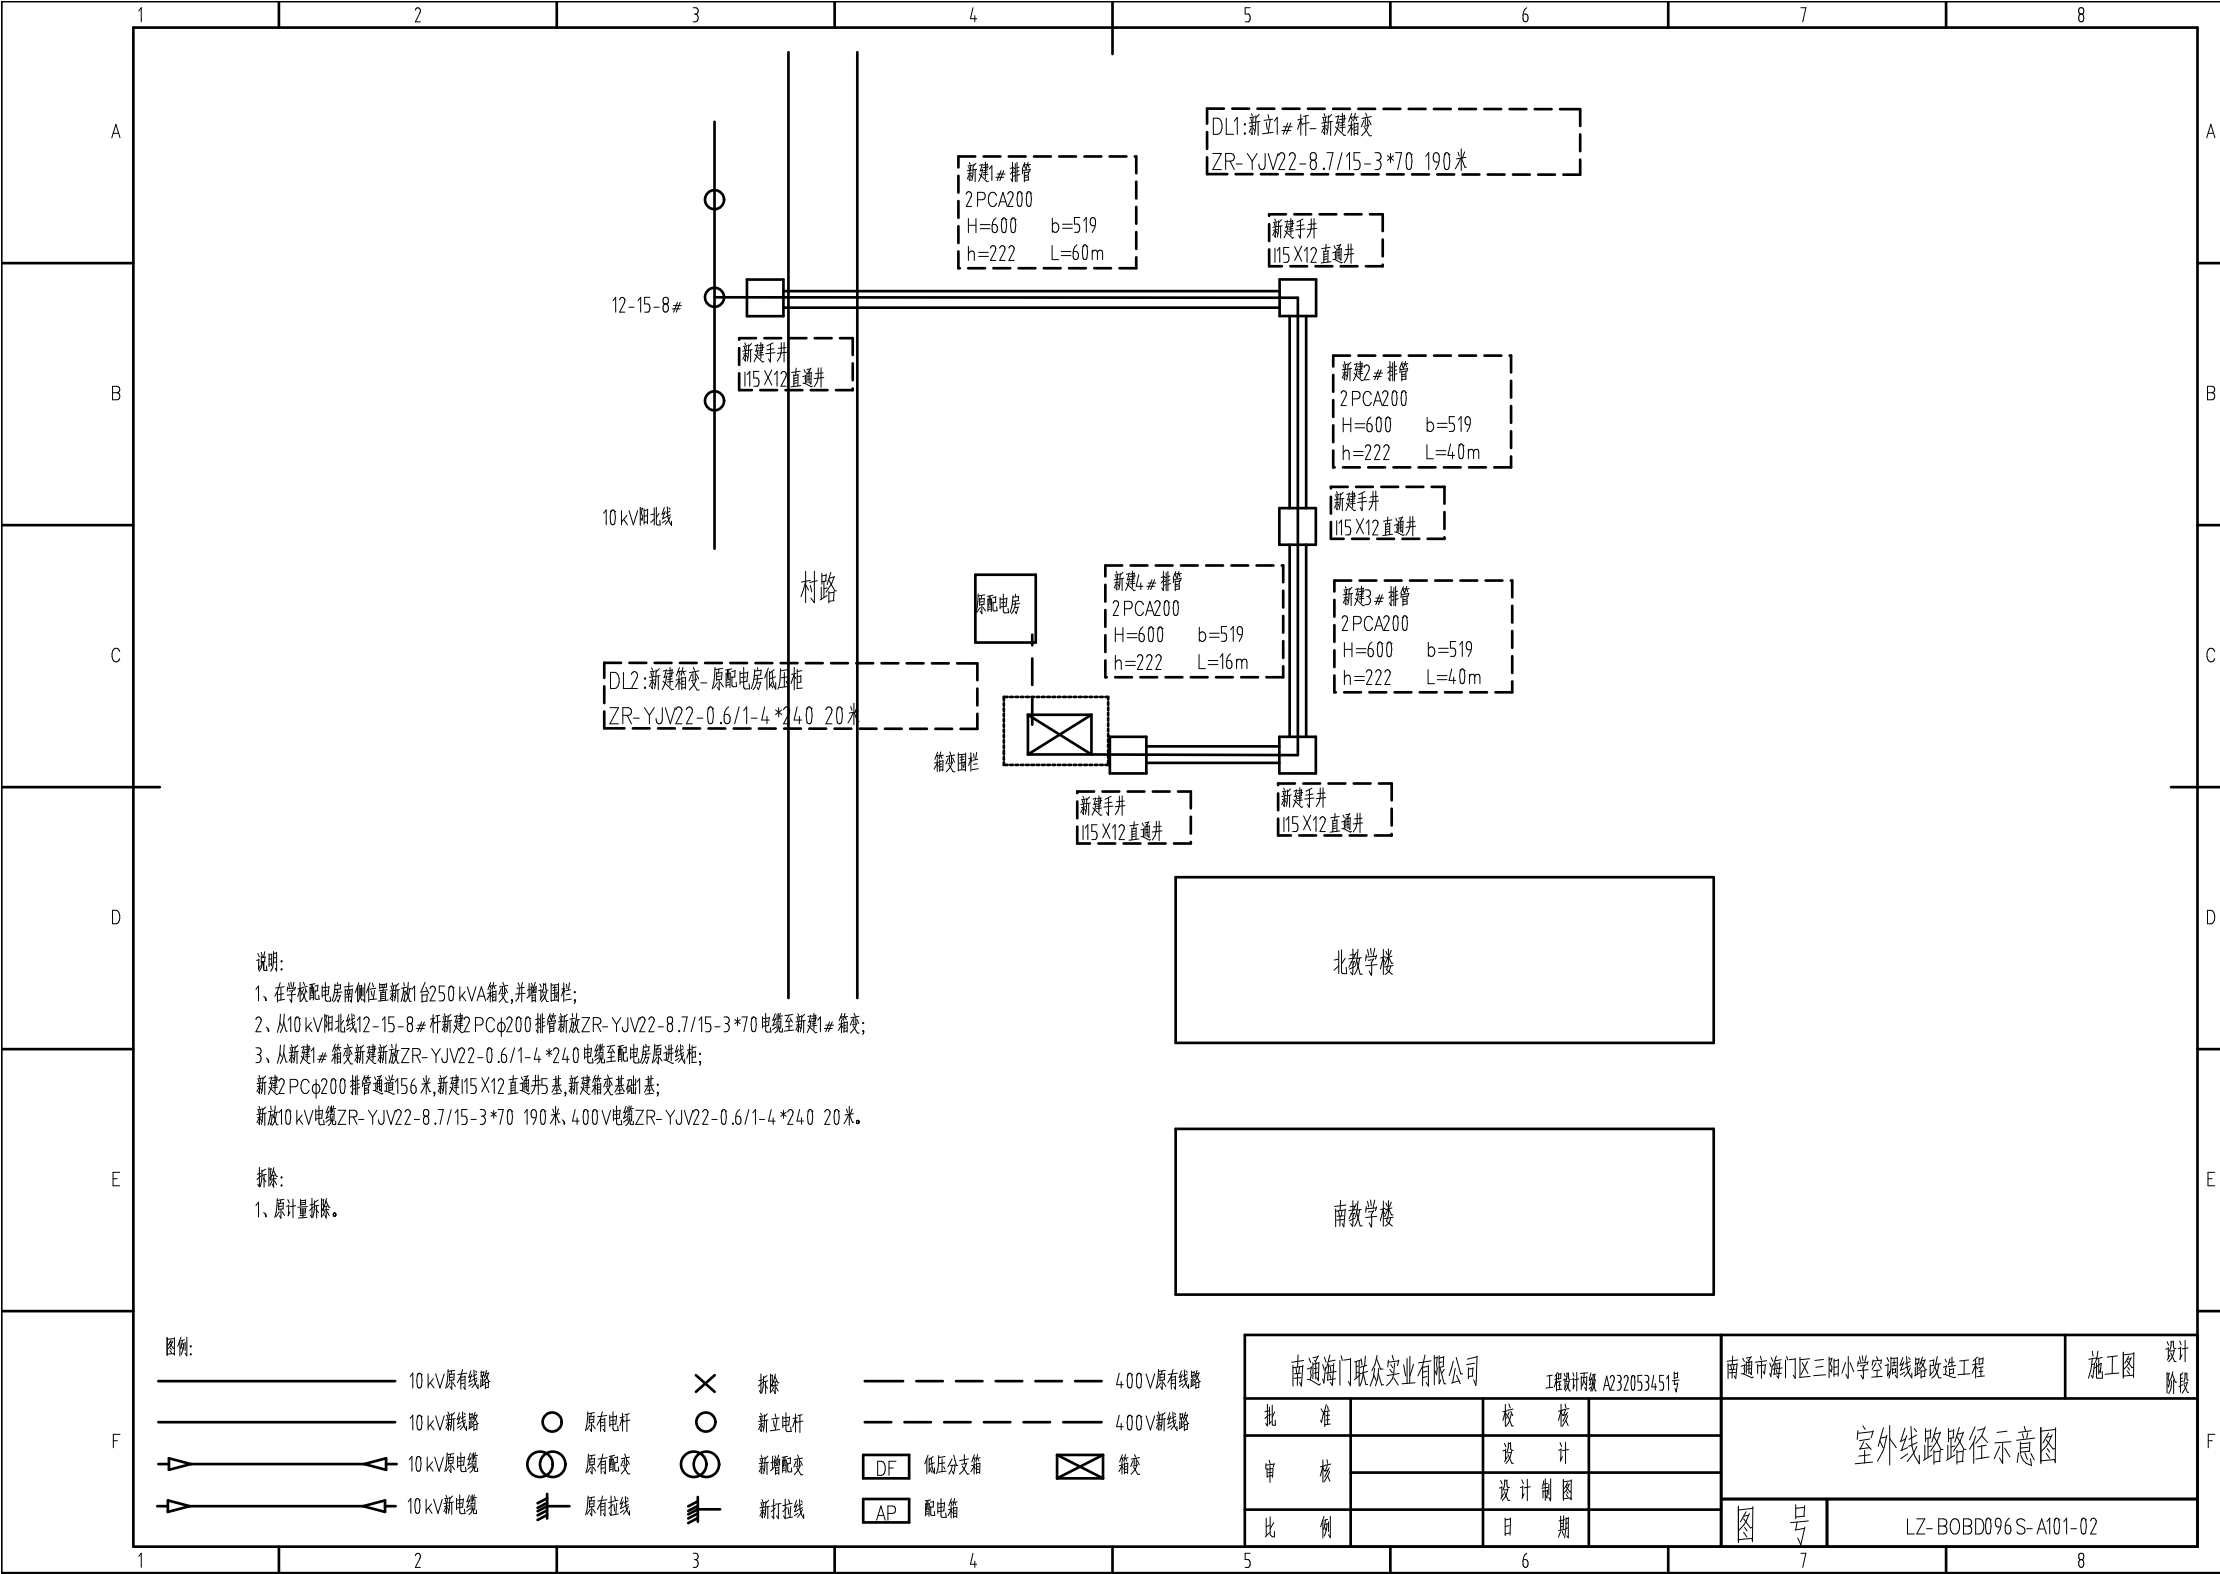 1 2 3 4 5 6 7 8
A
A
DL1:新立1#杆-新建箱变
ZR-YJV22-8.7/15-3*70 190米
新建1#排管
2PCA200
H=600 b=519
h=222 L=60m
新建手井
I15X12直通井
12-15-8#
新建手井
I15X12直通井
新建2#排管
2PCA200
H=600 b=519
h=222 L=40m
B
B
新建手井
I15X12直通井
10kV阳北线
村路
原配电房
新建4#排管
2PCA200
H=600 b=519
h=222 L=16m
新建3#排管
2PCA200
H=600 b=519
h=222 L=40m
C
C
DL2:新建箱变-原配电房低压柜
ZR-YJV22-0.6/1-4*240 20米
箱变围栏
新建手井
I15X12直通井
新建手井
I15X12直通井
D
D
北教学楼
说明:
1、在学校配电房南侧位置新放1台250kVA箱变,并增设围栏;
2、从10kV阳北线12-15-8#杆新建2PCφ200排管新放ZR-YJV22-8.7/15-3*70电缆至新建1#箱变;
3、从新建1#箱变新建新放ZR-YJV22-0.6/1-4*240电缆至配电房原进线柜;
新建2PCφ200排管通道156米,新建I15X12直通井5基,新建箱变基础1基;
新放10kV电缆ZR-YJV22-8.7/15-3*70 190米、400V电缆ZR-YJV22-0.6/1-4*240 20米。
E
E
拆除:
1、原计量拆除。
南教学楼
图例:
10kV原有线路
拆除
400V原有线路
10kV新线路
原有电杆
新立电杆
400V新线路
10kV原电缆
原有配变
新增配变
DF
低压分支箱
箱变
10kV新电缆
原有拉线
新打拉线
AP
配电箱
F
F
南通海门联众实业有限公司 工程设计丙级 A232053451号
南通市海门区三阳小学空调线路改造工程
施工图
设计
阶段
批 准
校 核
审 核
设 计
设计制图
比 例
日 期
室外线路路径示意图
图 号
LZ-BOBD096S-A101-02
1 2 3 4 5 6 7 8